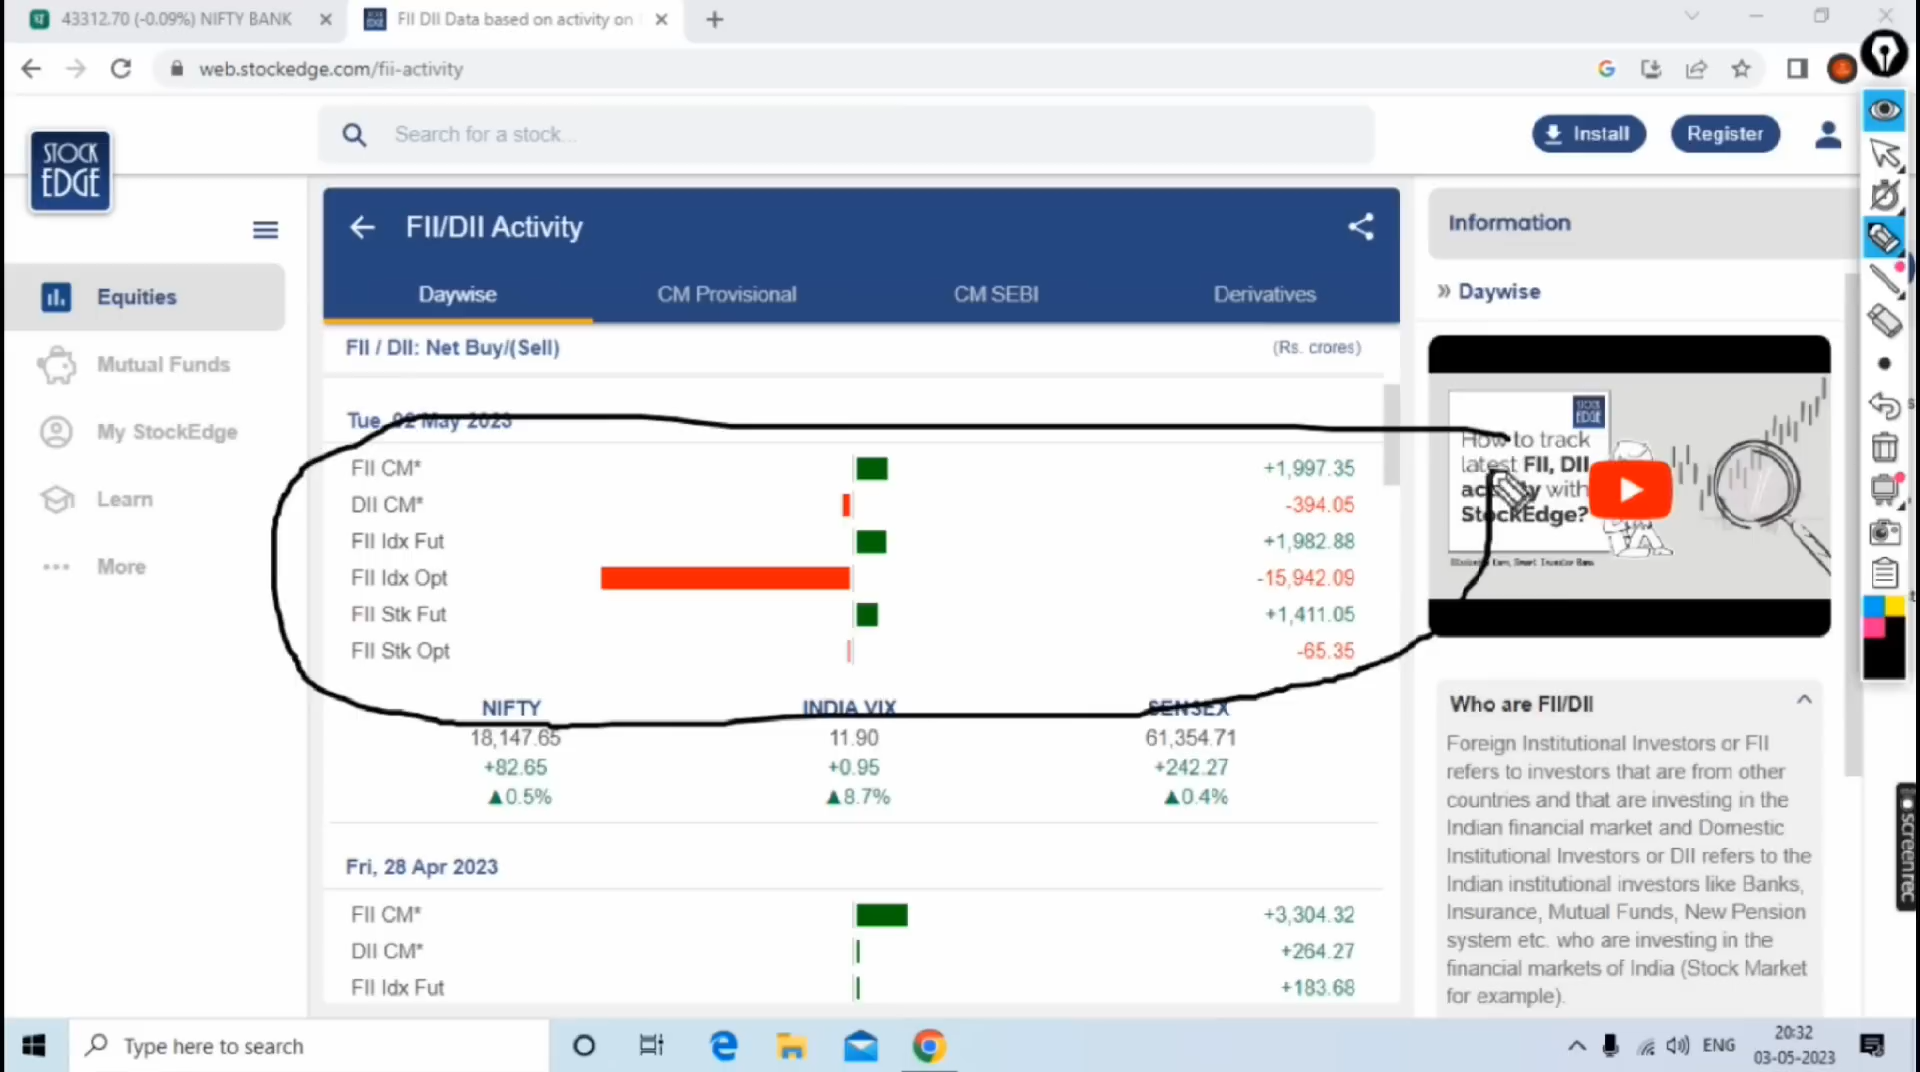 43312.70 (-0.09%) NIFTY BANK
FII DII Data based on activity on
web.stockedge.com/fii-activity
STOCK EDGE
Search for a stock...
Install
Register
Equities
Mutual Funds
My StockEdge
Learn
More
FII/DII Activity
Daywise CM Provisional CM SEBI Derivatives
FII / DII: Net Buy/(Sell) (Rs. crores)
Tue, 02 May 2023
FII CM* +1,997.35
DII CM* -394.05
FII Idx Fut +1,982.88
FII Idx Opt -15,942.09
FII Stk Fut +1,411.05
FII Stk Opt -65.35
NIFTY INDIA VIX SENSEX
18,147.65 11.90 61,354.71
+82.65 +0.95 +242.27
▲0.5% ▲8.7% ▲0.4%
Fri, 28 Apr 2023
FII CM* +3,304.32
DII CM* +264.27
FII Idx Fut +183.68
Information
» Daywise
STOCK EDGE
How to track
latest FII, DII
activity with
StockEdge?
Who are FII/DII
Foreign Institutional Investors or FII
refers to investors that are from other
countries and that are investing in the
Indian financial market and Domestic
Institutional Investors or DII refers to the
Indian institutional investors like Banks,
Insurance, Mutual Funds, New Pension
system etc. who are investing in the
financial markets of India (Stock Market
for example).
screenrec
Type here to search
ENG
20:32
03-05-2023